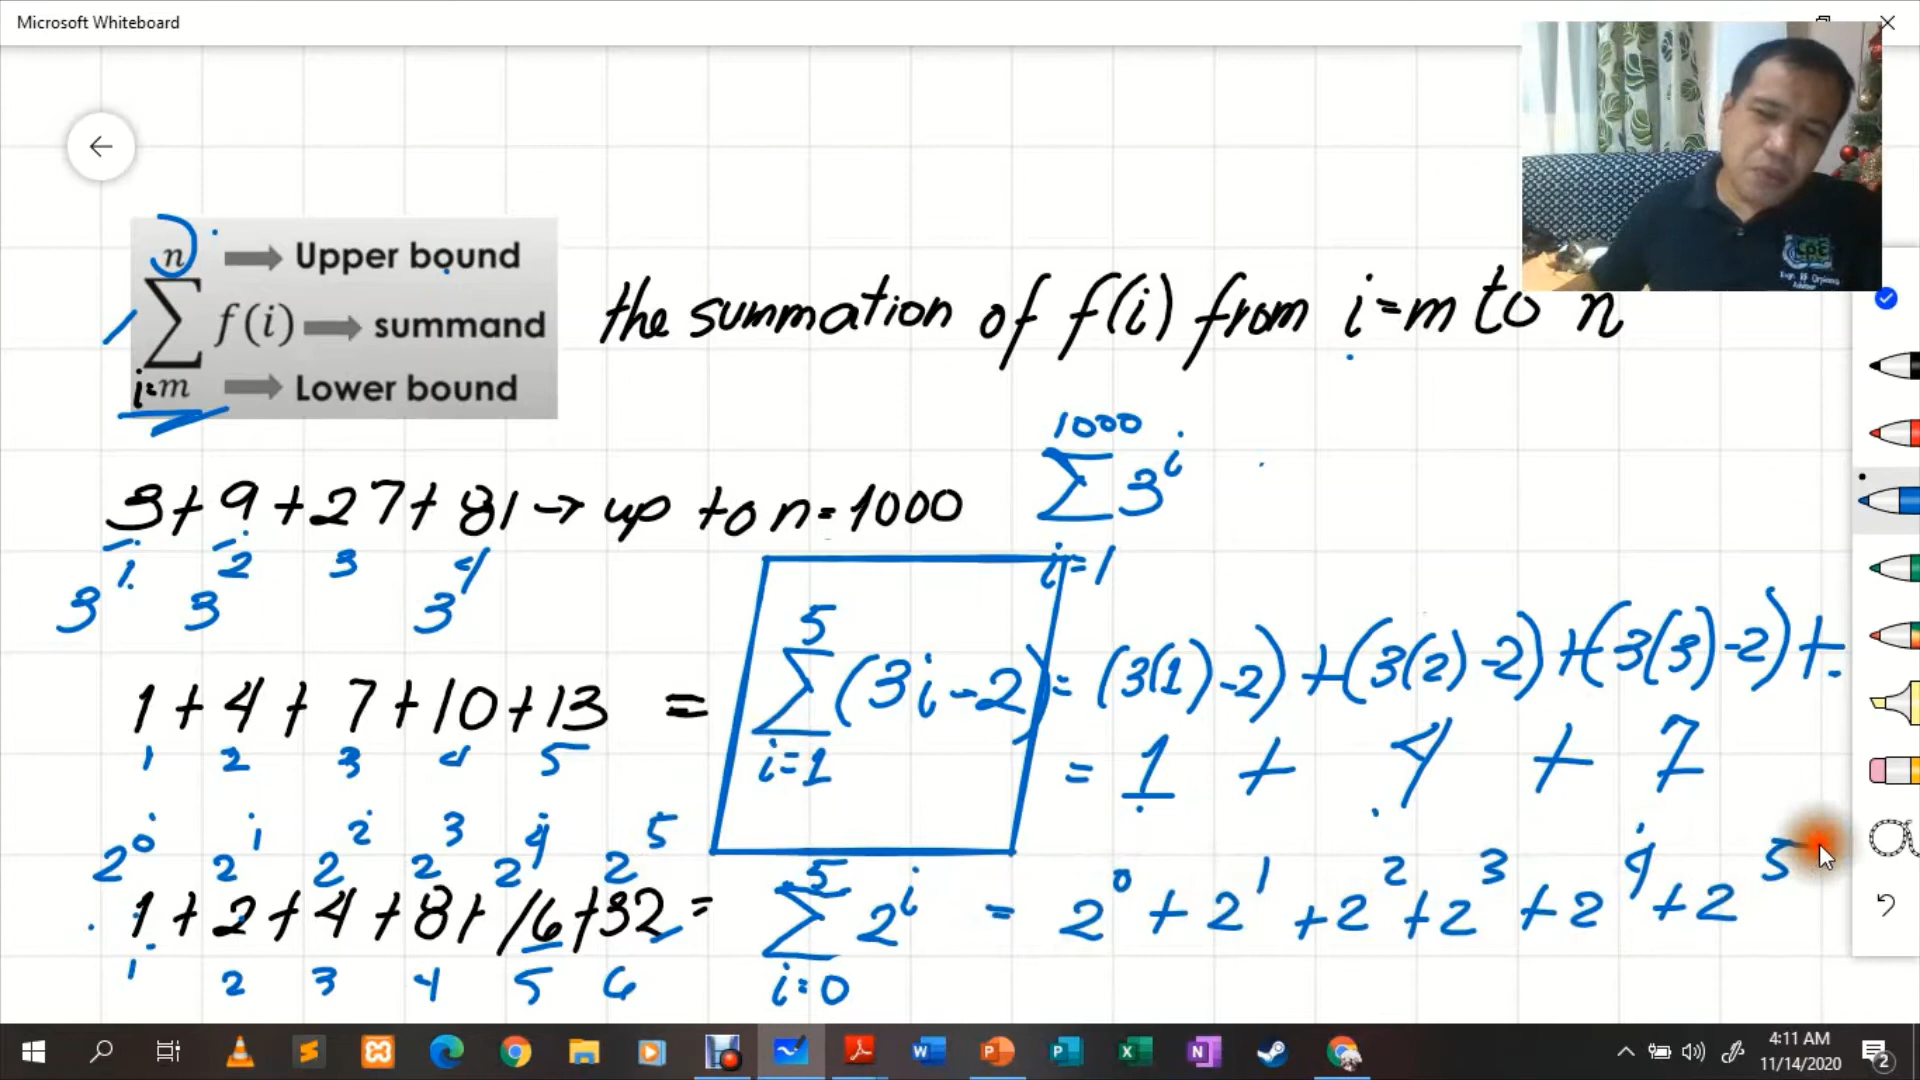 Microsoft Whiteboard
n Upper bound
∑ f(i) summand
i=m Lower bound
the summation of f(i) from i=m to n
1000
∑ 3^i
i=1
3+9+27+81→ up to n=1000
1 2 3 4
3 3 3
5
1+4+7+10+13 = ∑(3i-2) = (3(1)-2)+(3(2)-2)+(3(3)-2)+.
i=1
1 2 3 4 5
= 1 + 4 + 7
2^0 2^1 2^2 2^3 2^4 2^5
5
1+2+4+8+16+32 = ∑ 2^i = 2^0+2^1+2^2+2^3+2^4+2^5
i=0
1 2 3 4 5 6
4:11 AM
11/14/2020
2